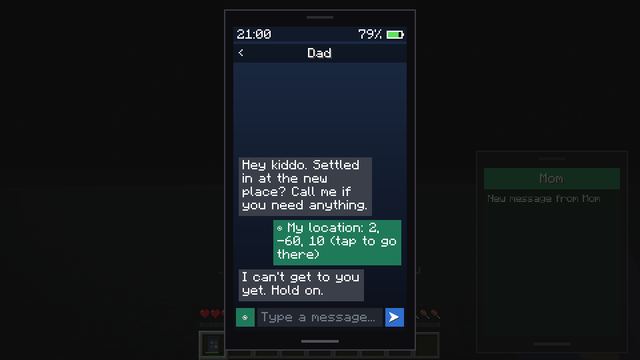 21:00 79%
< Dad
Hey kiddo. Settled
in at the new
place? Call me if
you need anything.
My location: 2,
-60, 10 (tap to go
there)
I can't get to you
yet. Hold on.
Type a message...
Mom
New message from Mom